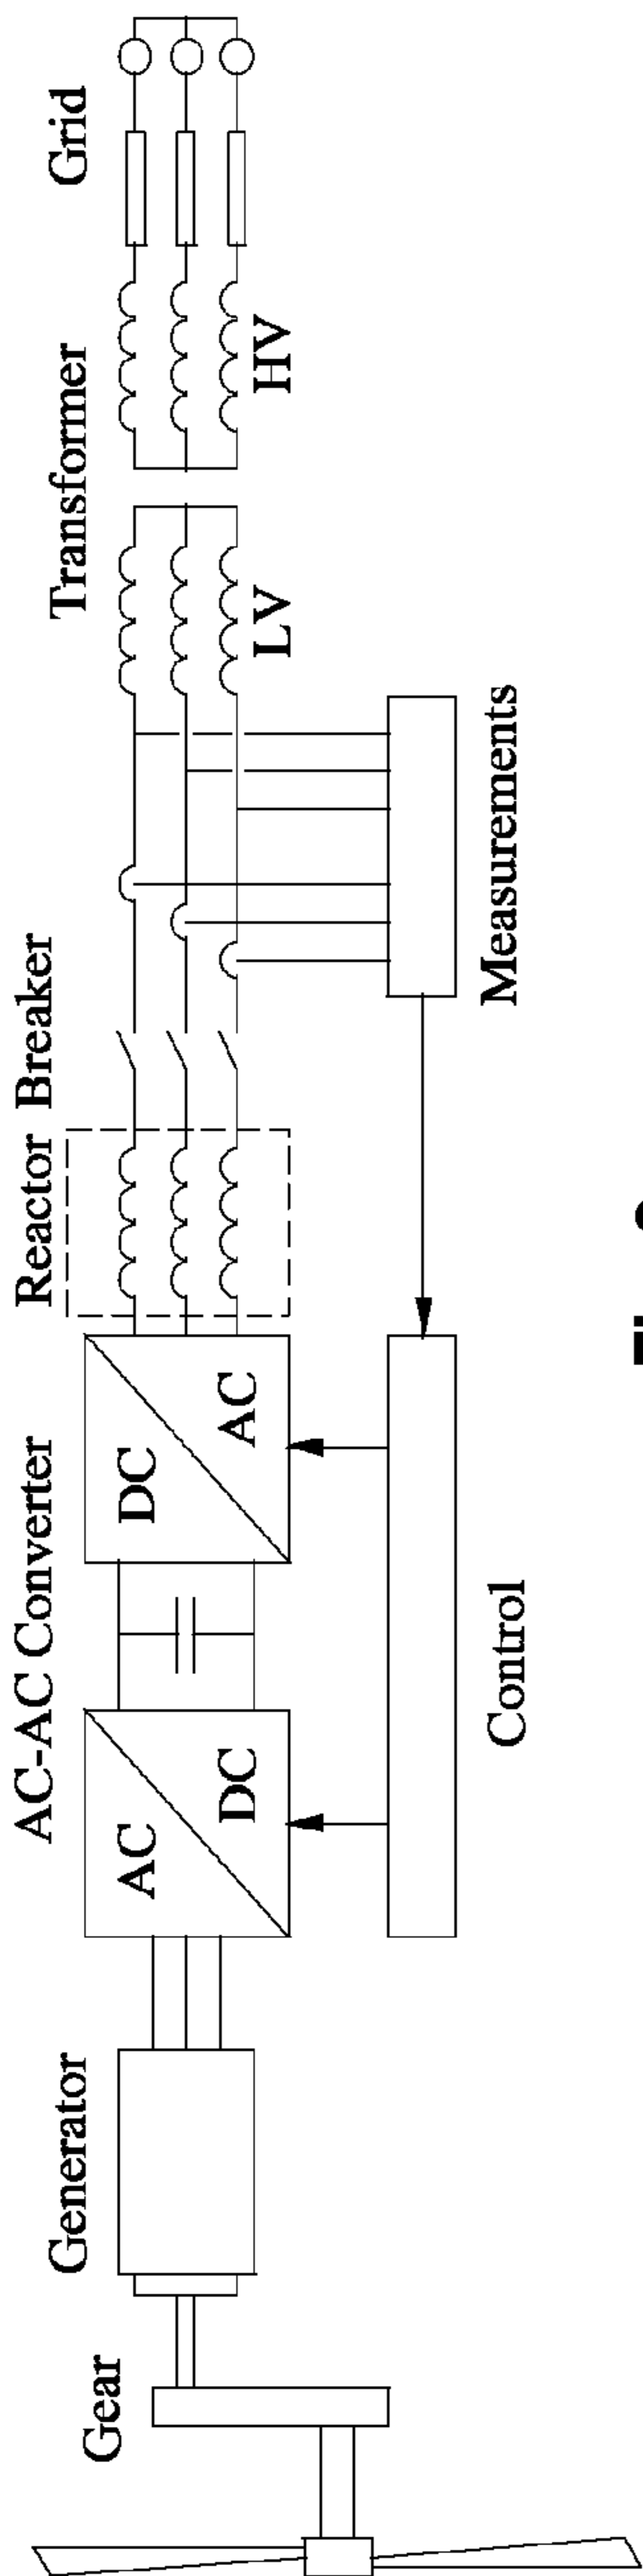 Gear
Generator
AC-AC Converter
Reactor
Breaker
Transformer
Grid
AC
DC
DC
AC
LV
HV
Control
Measurements